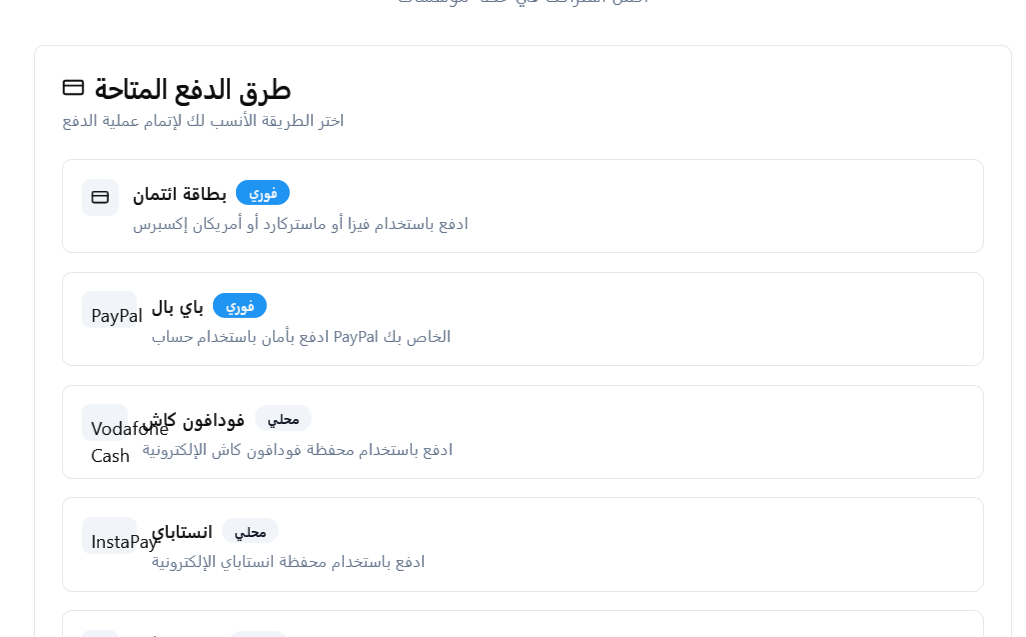 طرق الدفع المتاحة
اختر الطريقة الأنسب لك لإتمام عملية الدفع
بطاقة ائتمان فوري
ادفع باستخدام فيزا أو ماستركارد أو أمريكان إكسبرس
PayPal باي بال فوري
الخاص بك PayPal ادفع بأمان باستخدام حساب
Vodafone Cash
فودافون كاش محلي
ادفع باستخدام محفظة فودافون كاش الإلكترونية
InstaPay انستاباي محلي
ادفع باستخدام محفظة انستاباي الإلكترونية